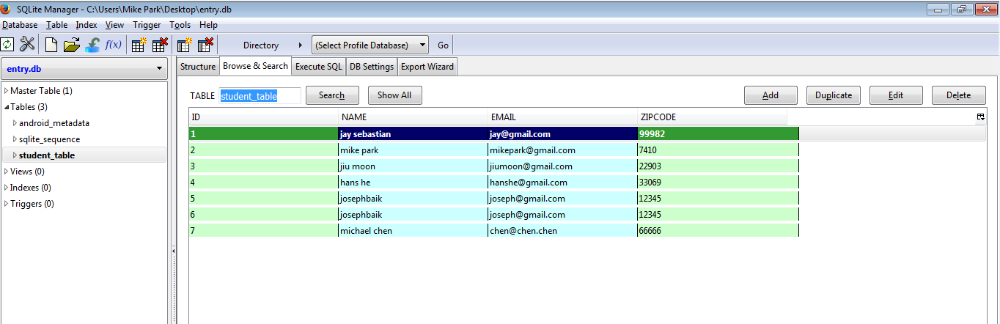 SQLite Manager - C:\Users\Mike Park\Desktop\entry.db
Database Table Index View Trigger Tools Help
f(x) Directory (Select Profile Database) Go
entry.db
Structure Browse & Search Execute SQL DB Settings Export Wizard
Master Table (1)
Tables (3)
android_metadata
sqlite_sequence
student_table
Views (0)
Indexes (0)
Triggers (0)
TABLE student_table Search Show All Add Duplicate Edit Delete
ID NAME EMAIL ZIPCODE
1 jay sebastian jay@gmail.com 99982
2 mike park mikepark@gmail.com 7410
3 jiu moon jiumoon@gmail.com 22903
4 hans he hanshe@gmail.com 33069
5 josephbaik joseph@gmail.com 12345
6 josephbaik joseph@gmail.com 12345
7 michael chen chen@chen.chen 66666